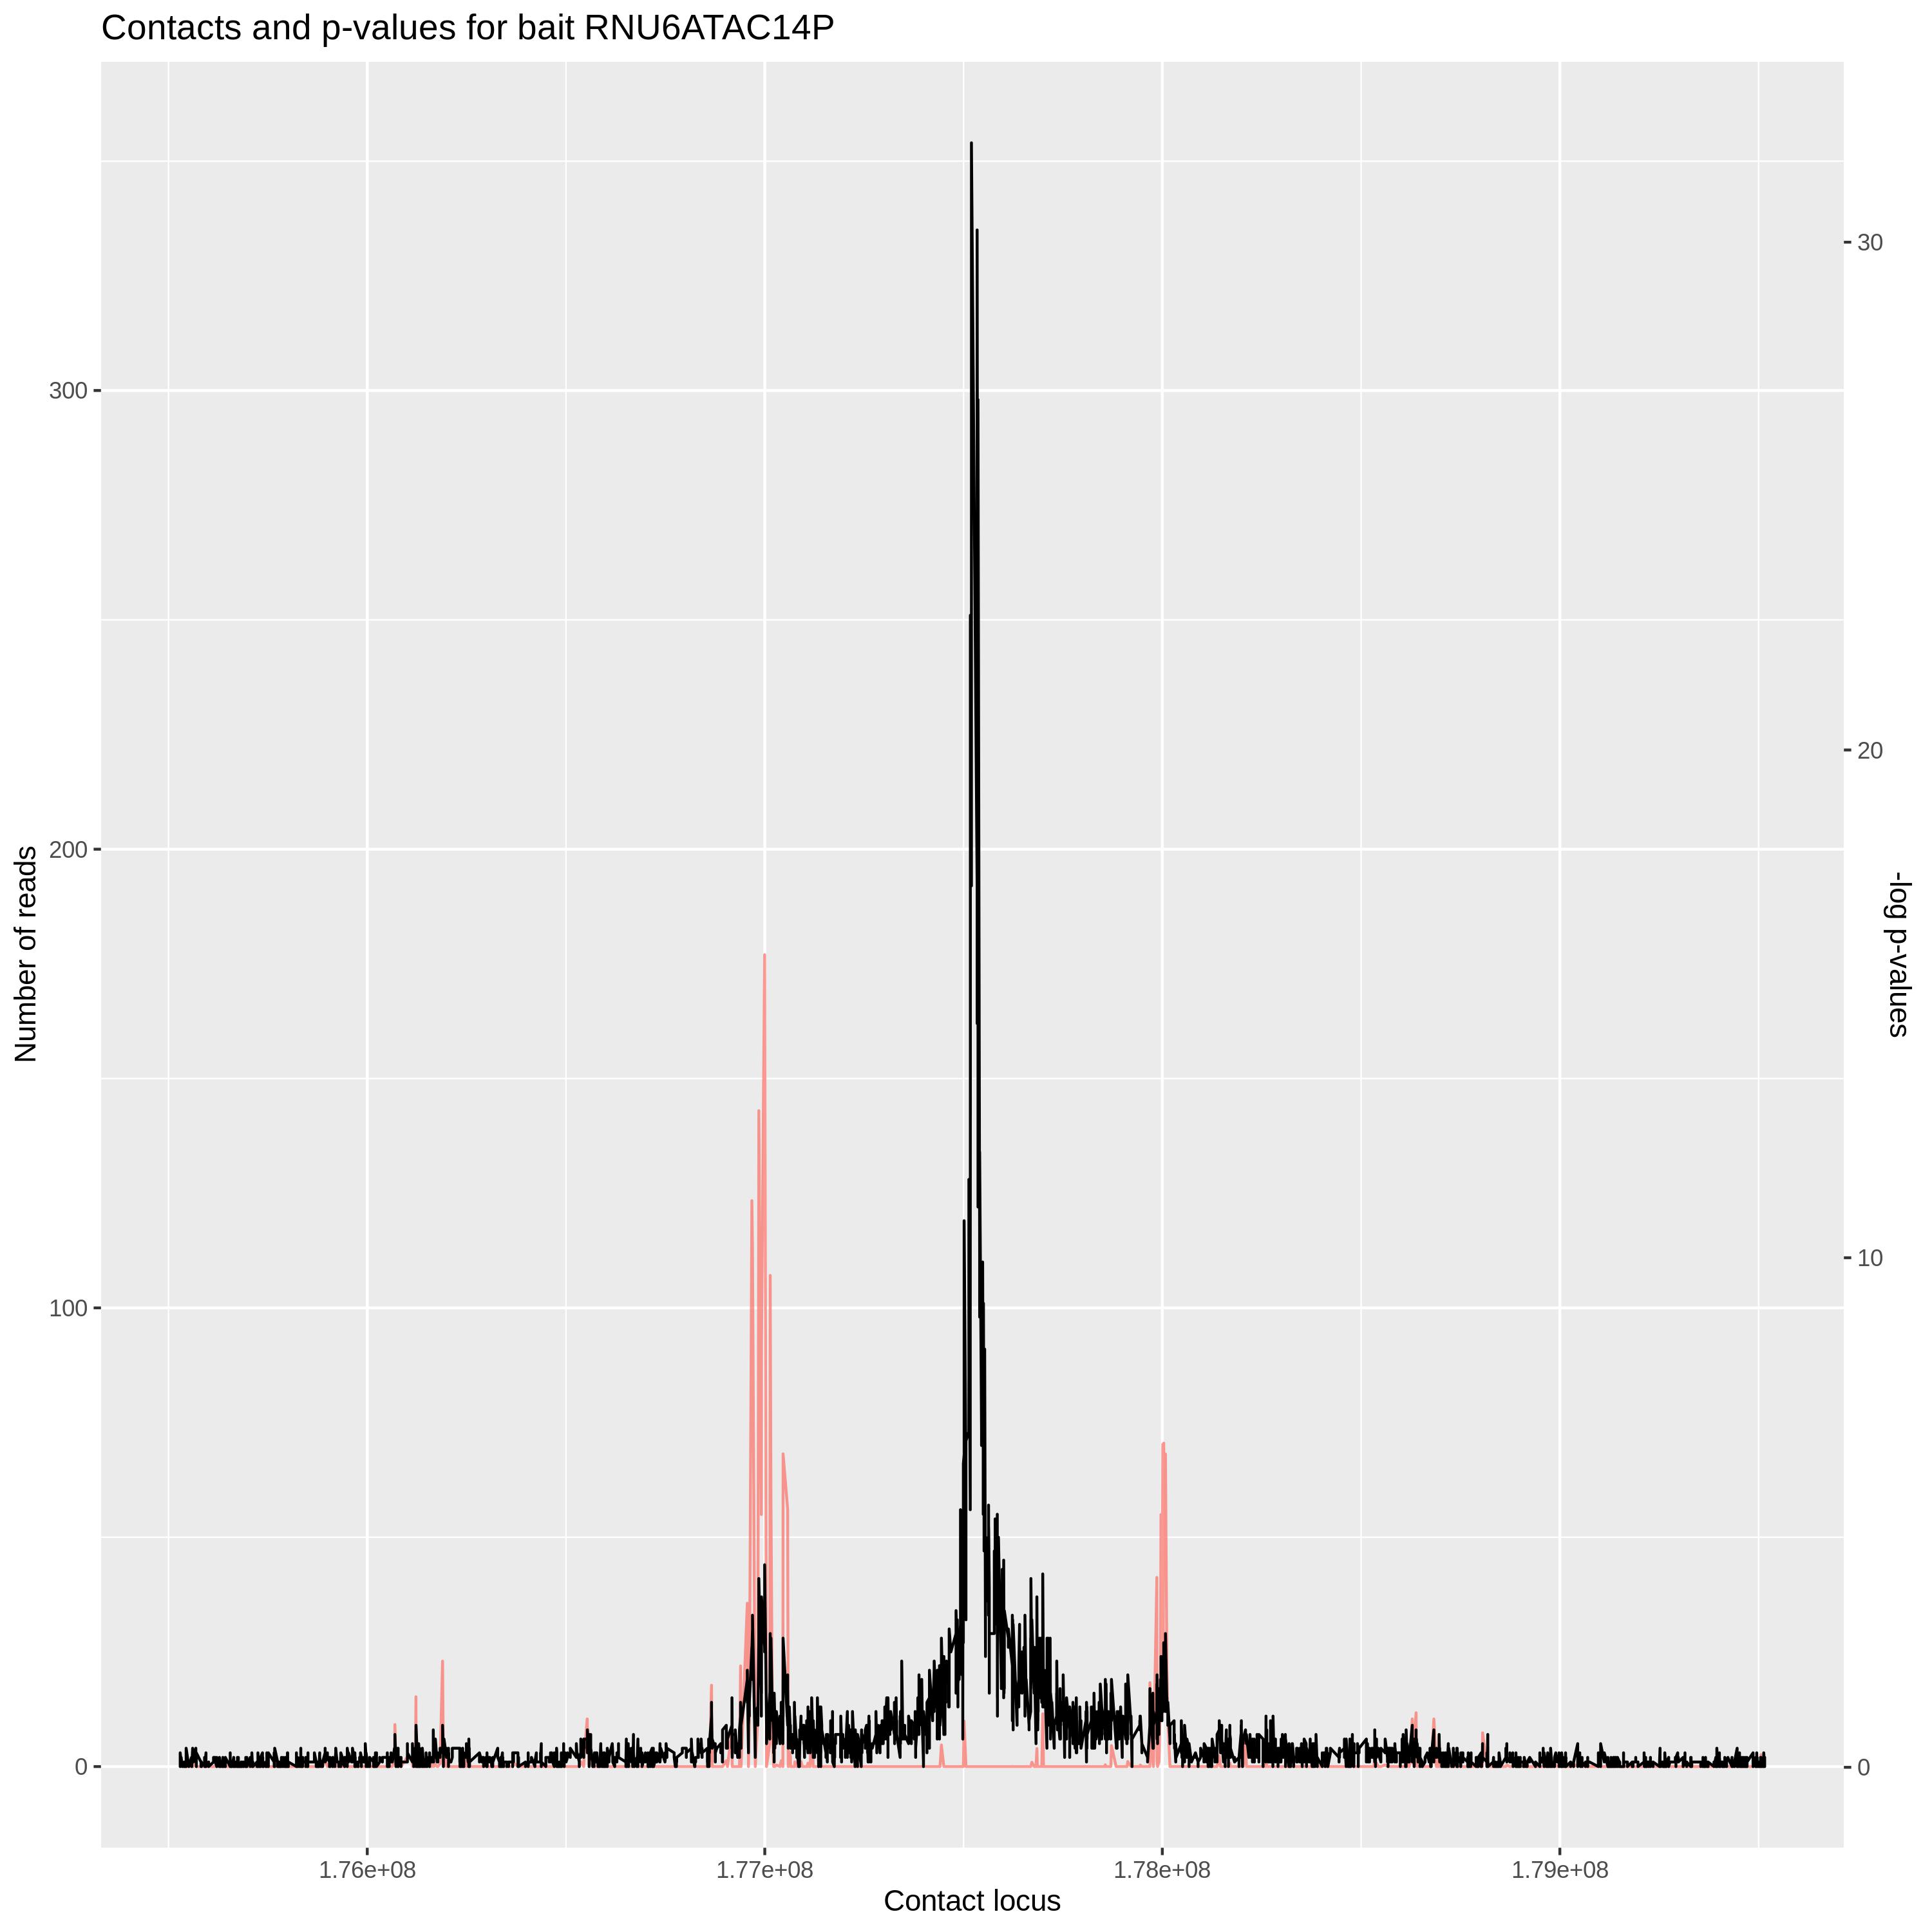 Contacts and p-values for bait RNU6ATAC14P
Number of reads
300
200
100
0
30
20
10
0
-log p-values
1.76e+08
1.77e+08
1.78e+08
1.79e+08
Contact locus